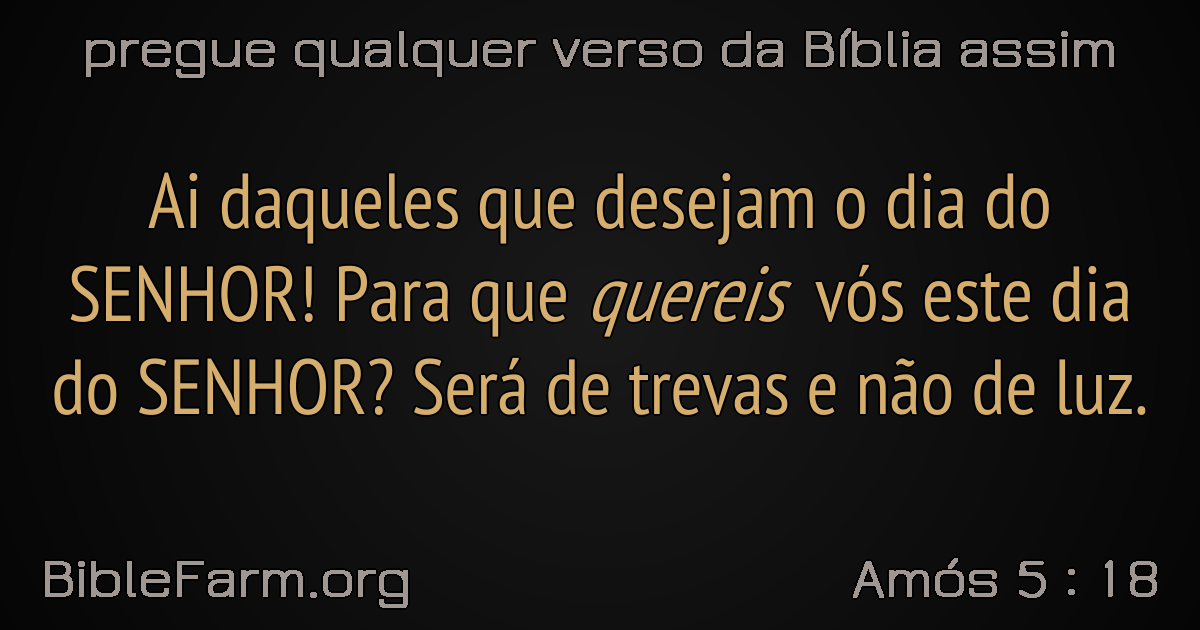 pregue qualquer verso da Bíblia assim
Ai daqueles que desejam o dia do
SENHOR! Para que quereis vós este dia
do SENHOR? Será de trevas e não de luz.
BibleFarm.org
Amós 5 : 18